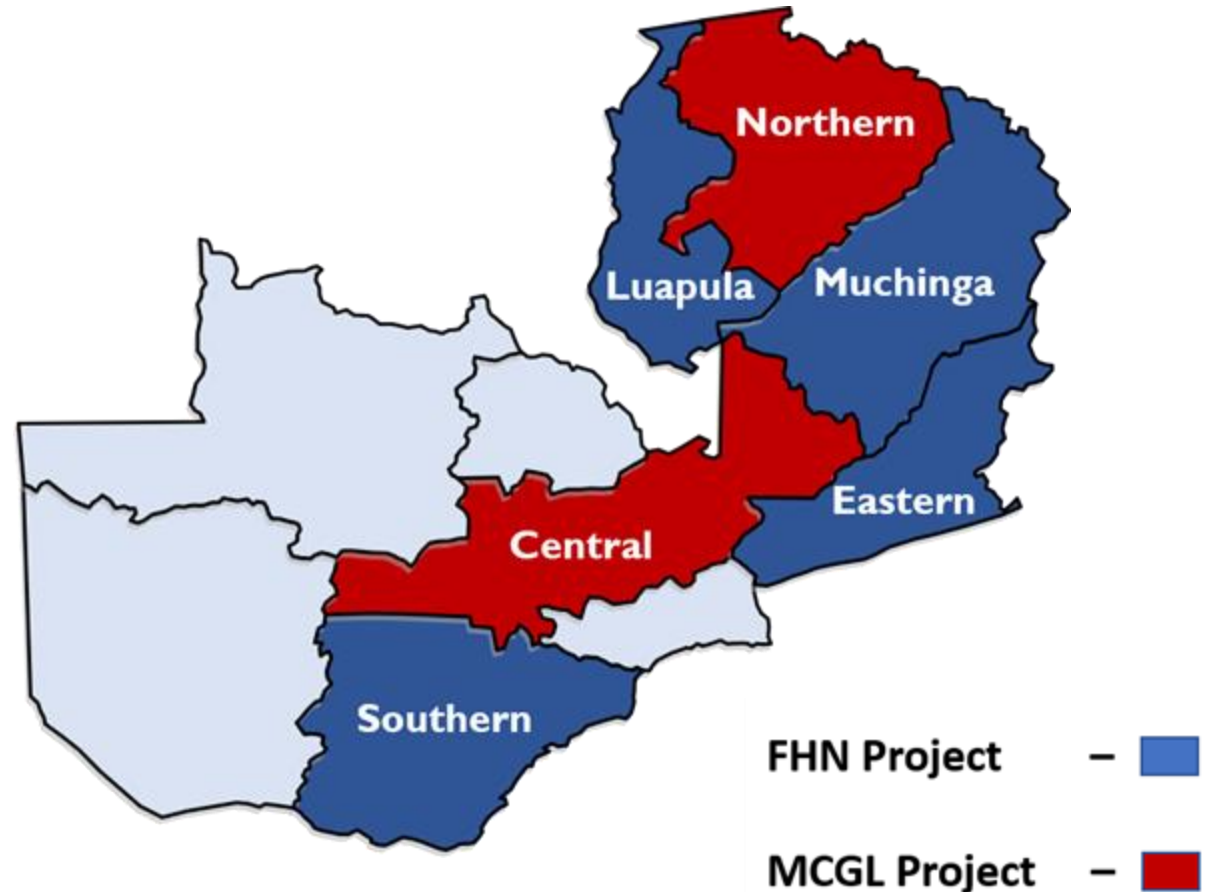 Northern
Luapula
Muchinga
Eastern
Central
Southern
FHN Project –
MCGL Project –